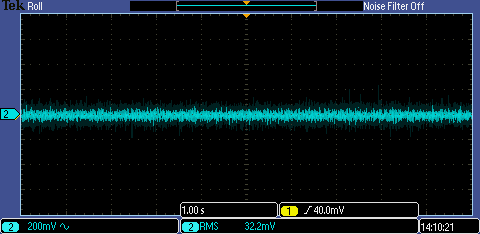 Tek Roll Noise Filter Off
2
1.00 s 1 40.0mV
2 200mV 2 RMS 32.2mV 14:10:21